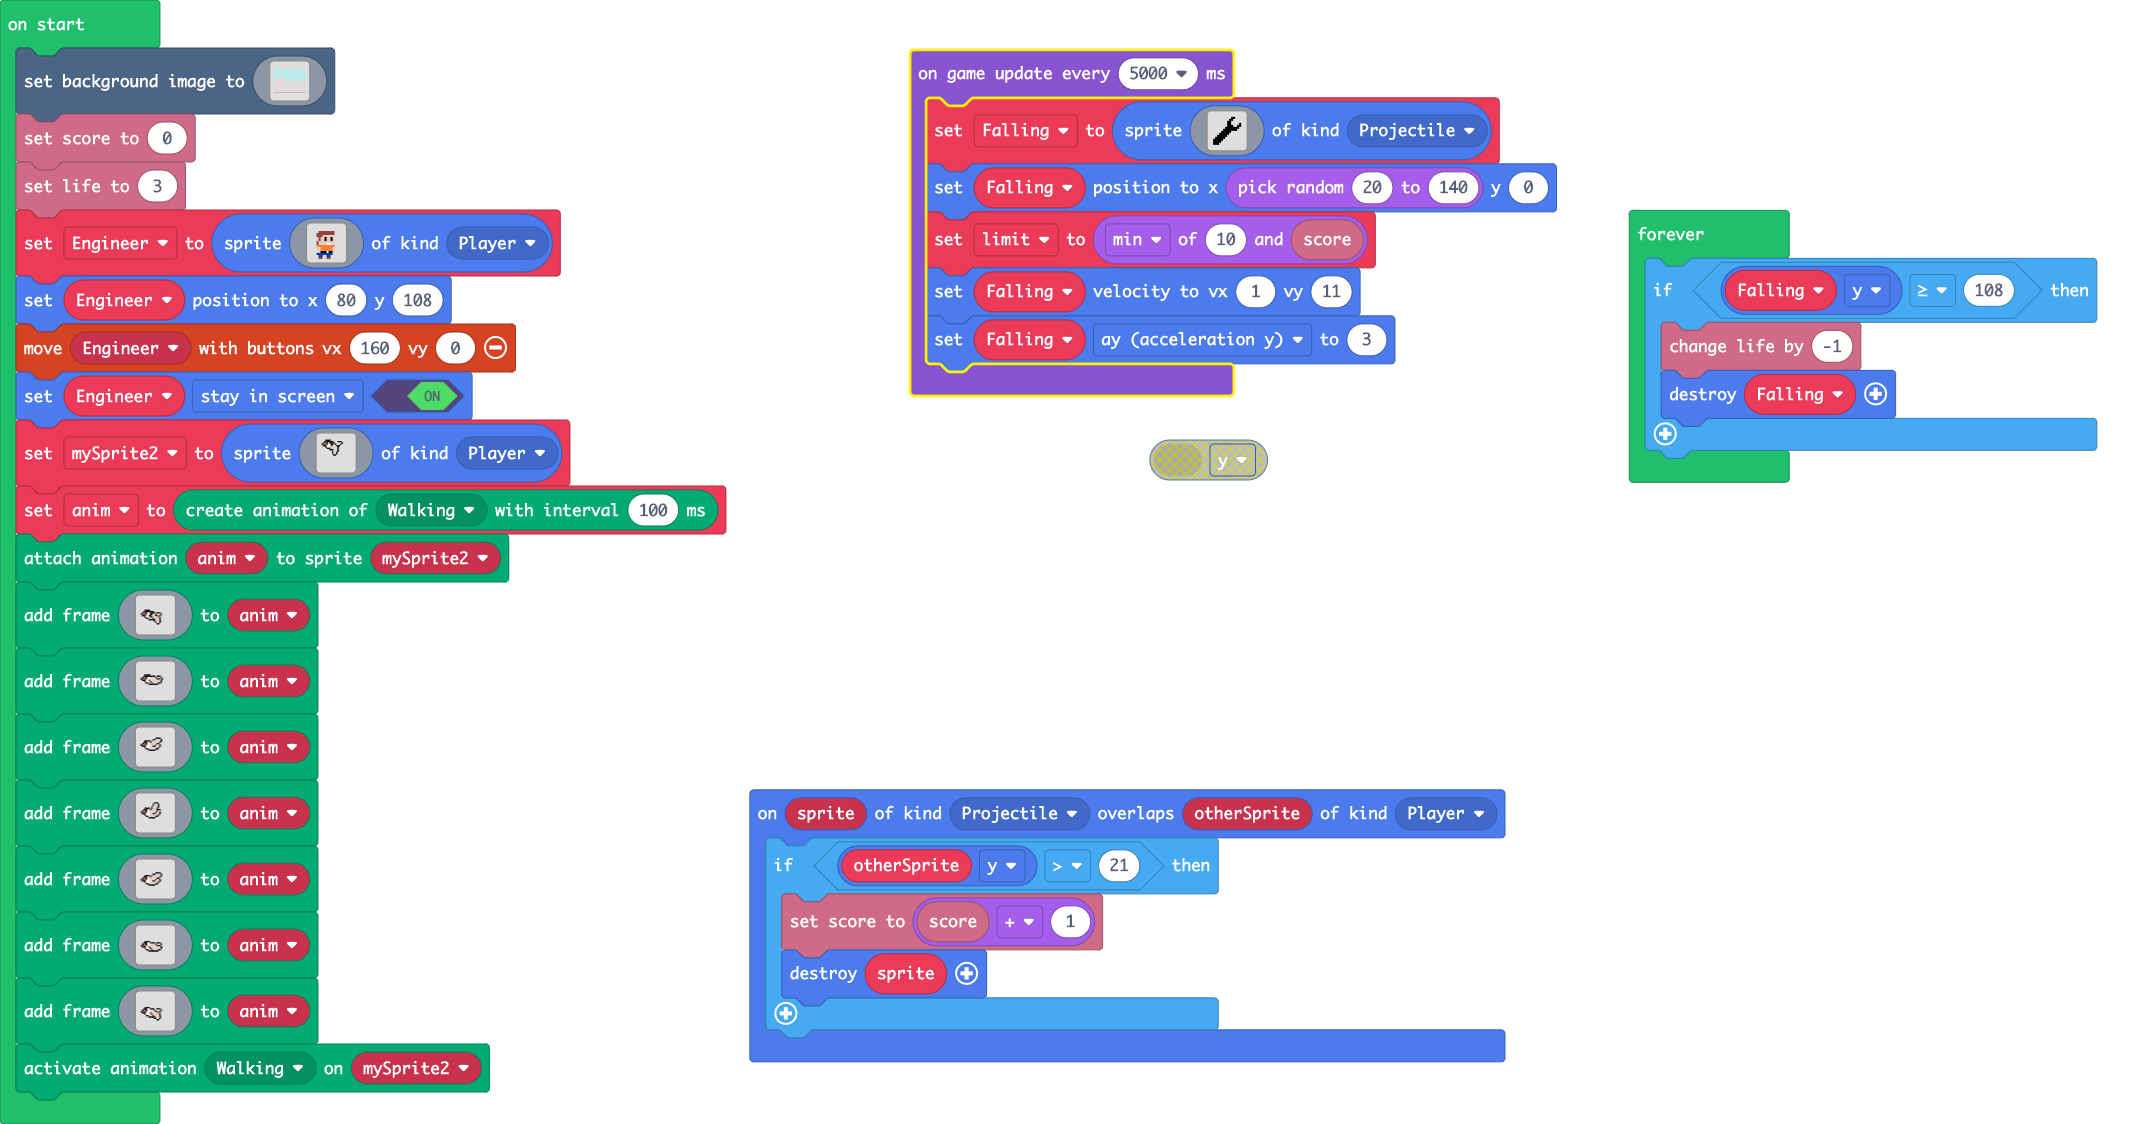 on start
set background image to
set score to 0
set life to 3
set Engineer to sprite of kind Player
set Engineer position to x 80 y 108
move Engineer with buttons vx 160 vy 0
set Engineer stay in screen ON
set mySprite2 to sprite of kind Player
set anim to create animation of Walking with interval 100 ms
attach animation anim to sprite mySprite2
add frame to anim
add frame to anim
add frame to anim
add frame to anim
add frame to anim
add frame to anim
add frame to anim
activate animation Walking on mySprite2
on game update every 5000 ms
set Falling to sprite of kind Projectile
set Falling position to x pick random 20 to 140 y 0
set limit to min of 10 and score
set Falling velocity to vx 1 vy 11
set Falling ay (acceleration y) to 3
y
on sprite of kind Projectile overlaps otherSprite of kind Player
if otherSprite y > 21 then
set score to score + 1
destroy sprite
forever
if Falling y ≥ 108 then
change life by -1
destroy Falling